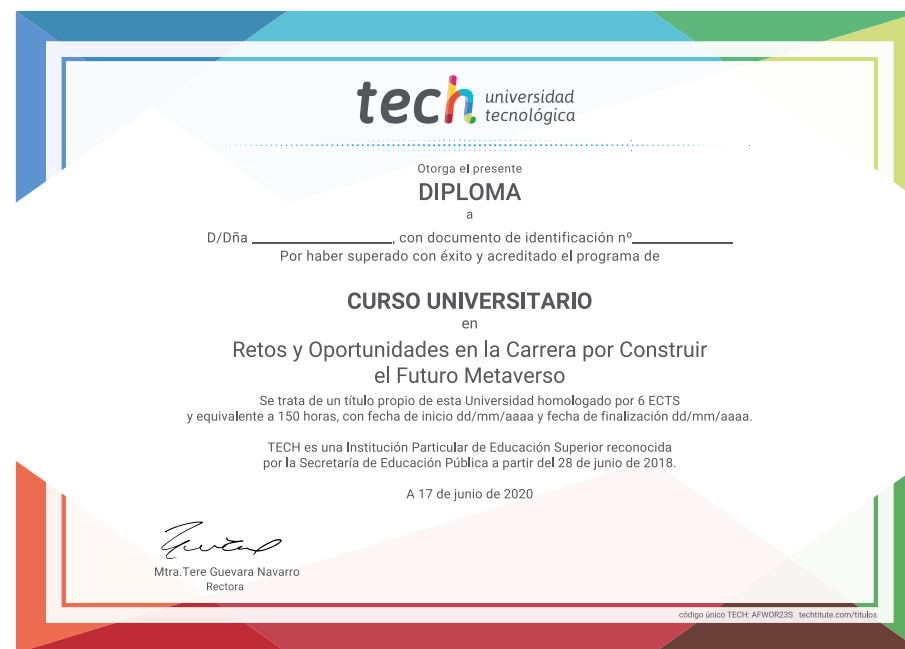 tech universidad
tecnológica
Otorga el presente
DIPLOMA
a
D/Dña ____________________, con documento de identificación nº______________
Por haber superado con éxito y acreditado el programa de
CURSO UNIVERSITARIO
en
Retos y Oportunidades en la Carrera por Construir
el Futuro Metaverso
Se trata de un título propio de esta Universidad homologado por 6 ECTS
y equivalente a 150 horas, con fecha de inicio dd/mm/aaaa y fecha de finalización dd/mm/aaaa.
TECH es una Institución Particular de Educación Superior reconocida
por la Secretaría de Educación Pública a partir del 28 de junio de 2018.
A 17 de junio de 2020
Mtra.Tere Guevara Navarro
Rectora
código único TECH: AFWOR23S techtitute.com/titulos